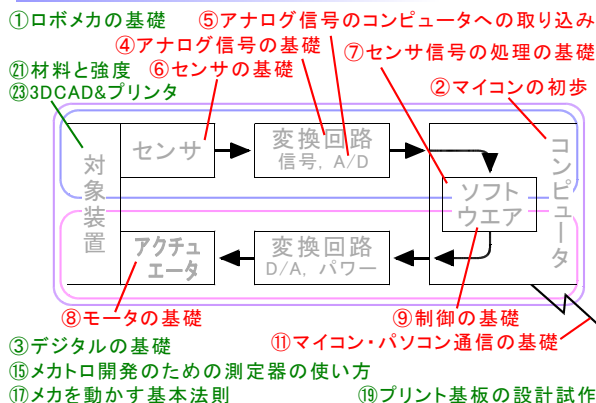 ①ロボメカの基礎
⑤アナログ信号のコンピュータへの取り込み
④アナログ信号の基礎
⑦センサ信号の処理の基礎
㉑材料と強度
⑥センサの基礎
②マイコンの初歩
㉓3DCAD&プリンタ
対象装置
センサ
変換回路
信号, A/D
コンピュータ
ソフト
ウエア
アクチュ
エータ
変換回路
D/A, パワー
⑧モータの基礎
⑨制御の基礎
⑪マイコン・パソコン通信の基礎
③デジタルの基礎
⑮メカトロ開発のための測定器の使い方
⑰メカを動かす基本法則
⑲プリント基板の設計試作